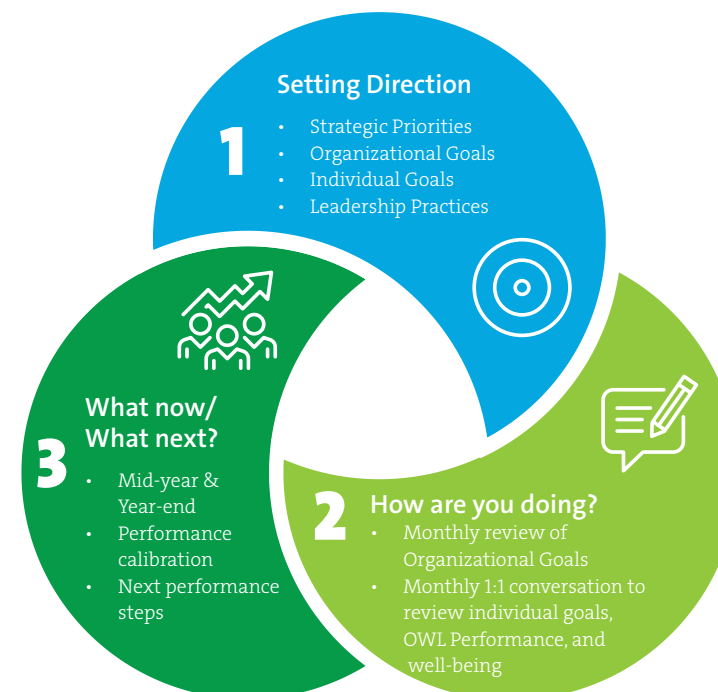 Setting Direction
1
• Strategic Priorities
• Organizational Goals
• Individual Goals
• Leadership Practices
What now/
What next?
3
• Mid-year &
Year-end
• Performance
calibration
• Next performance
steps
2
How are you doing?
• Monthly review of
Organizational Goals
• Monthly 1:1 conversation to
review individual goals,
OWL Performance, and
well-being